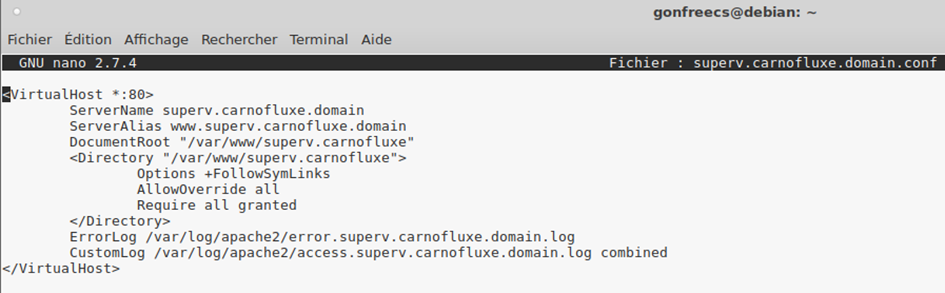 gonfreecs@debian: ~
Fichier Édition Affichage Rechercher Terminal Aide
GNU nano 2.7.4 Fichier : superv.carnofluxe.domain.conf
<VirtualHost *:80>
ServerName superv.carnofluxe.domain
ServerAlias www.superv.carnofluxe.domain
DocumentRoot "/var/www/superv.carnofluxe"
<Directory "/var/www/superv.carnofluxe">
Options +FollowSymLinks
AllowOverride all
Require all granted
</Directory>
ErrorLog /var/log/apache2/error.superv.carnofluxe.domain.log
CustomLog /var/log/apache2/access.superv.carnofluxe.domain.log combined
</VirtualHost>